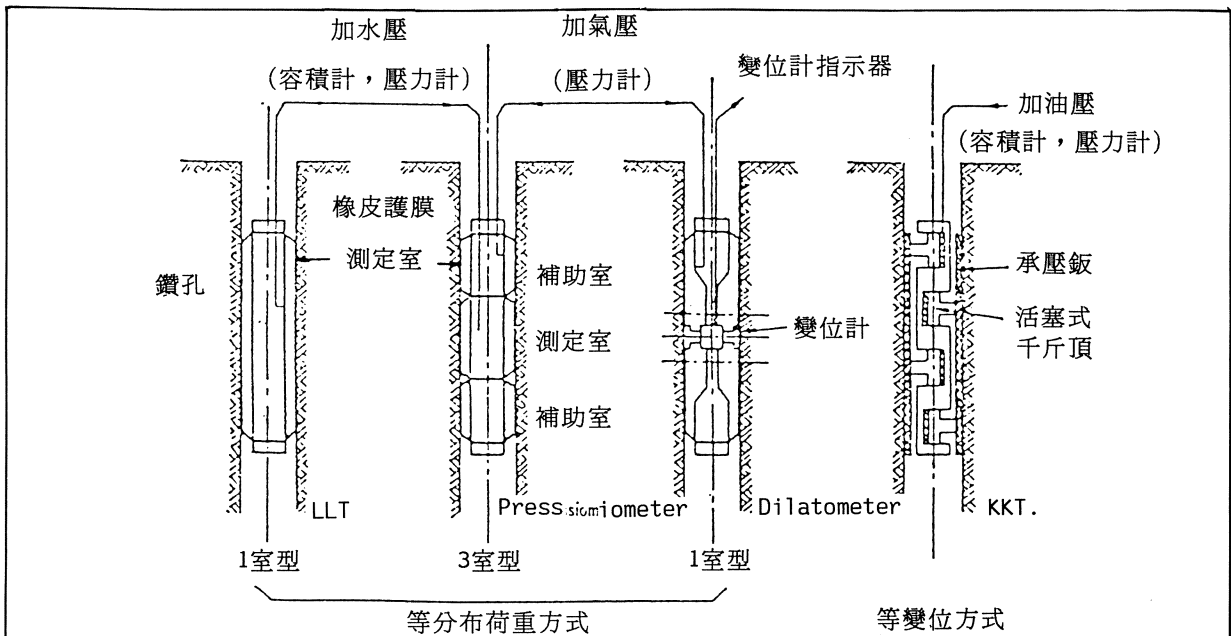 加水壓
(容積計，壓力計)
加氣壓
(壓力計)
變位計指示器
加油壓
(容積計，壓力計)
橡皮護膜
測定室
鑽孔
補助室
測定室
補助室
變位計
承壓鈑
活塞式
千斤頂
LLT
Pressiomiometer
Dilatometer
KKT.
1室型
3室型
1室型
等分布荷重方式
等變位方式